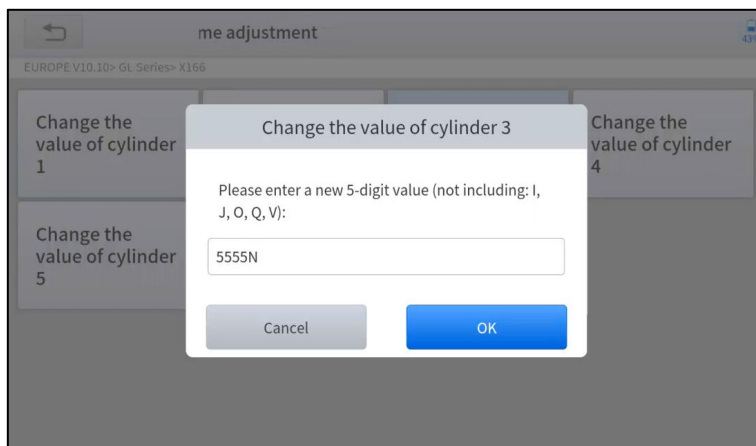 me adjustment
43%
EUROPE V10.10> GL-Series> X166
Change the
value of cylinder
1
Change the
value of cylinder
4
Change the
value of cylinder
5
Change the value of cylinder 3
Please enter a new 5-digit value (not including: I,
J, O, Q, V):
5555N
Cancel
OK